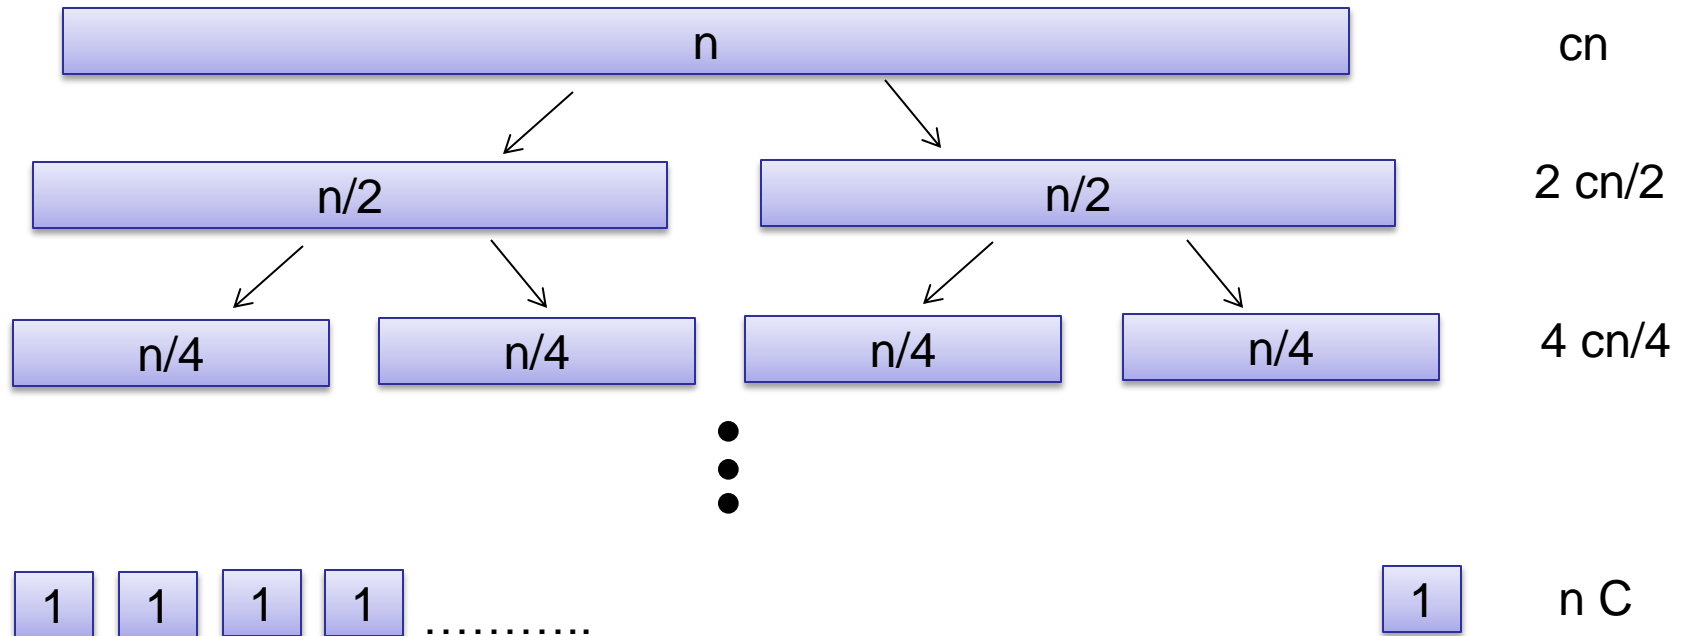 n cn
n/2 n/2 2 cn/2
n/4 n/4 n/4 n/4 4 cn/4
1 1 1 1 ……….. 1 n C